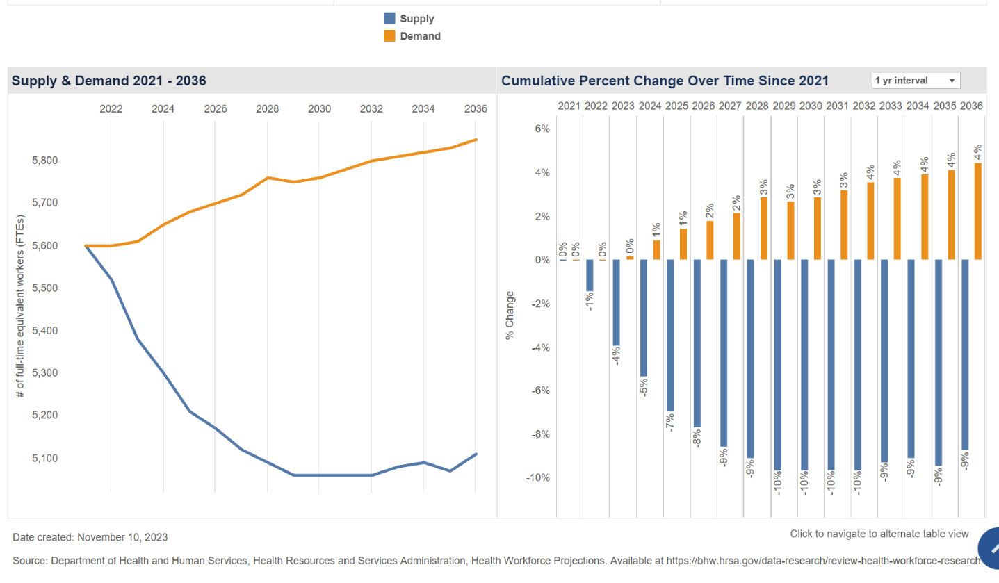 Supply
Demand
Supply & Demand 2021 - 2036
2022 2024 2026 2028 2030 2032 2034 2036
# of full-time equivalent workers (FTEs)
5,800
5,700
5,600
5,500
5,400
5,300
5,200
5,100
Cumulative Percent Change Over Time Since 2021
1 yr interval
2021 2022 2023 2024 2025 2026 2027 2028 2029 2030 2031 2032 2033 2034 2035 2036
% Change
6%
4%
2%
0%
-2%
-4%
-6%
-8%
-10%
0% 0% 0% 0% 1% 1% 2% 2% 3% 3% 3% 3% 4% 4% 4% 4% 4%
-1% -4% -5% -7% -8% -9% -9% -10% -10% -10% -10% -9% -9% -9% -9%
Date created: November 10, 2023
Click to navigate to alternate table view
Source: Department of Health and Human Services, Health Resources and Services Administration, Health Workforce Projections. Available at https://bhw.hrsa.gov/data-research/review-health-workforce-research